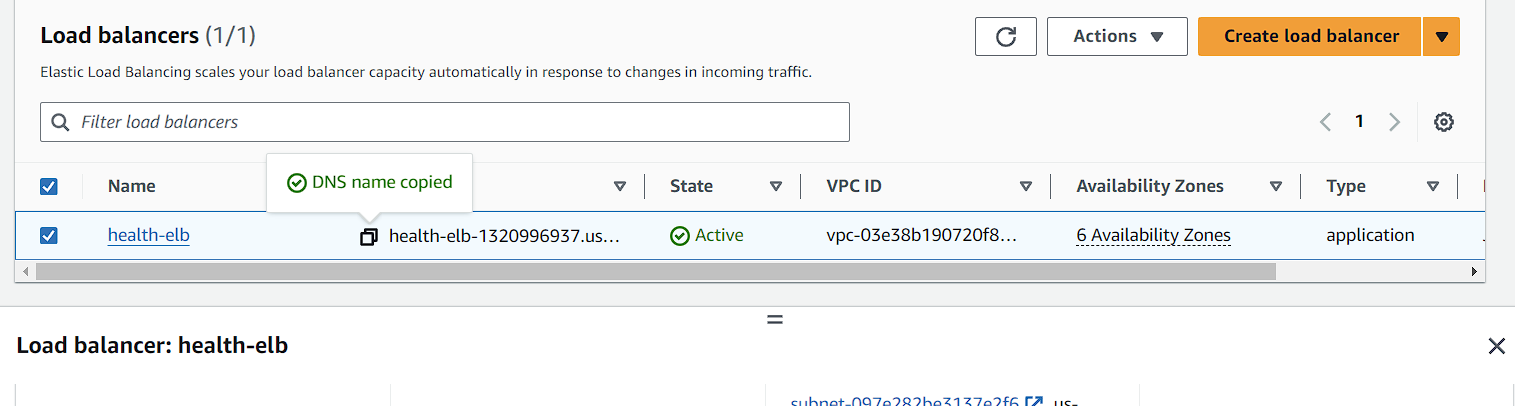 Load balancers (1/1)
Actions
Create load balancer
Elastic Load Balancing scales your load balancer capacity automatically in response to changes in incoming traffic.
Filter load balancers
1
DNS name copied
Name State VPC ID Availability Zones Type
health-elb health-elb-1320996937.us... Active vpc-03e38b190720f8... 6 Availability Zones application
Load balancer: health-elb
subnet-097e282be3137e2f6 us-